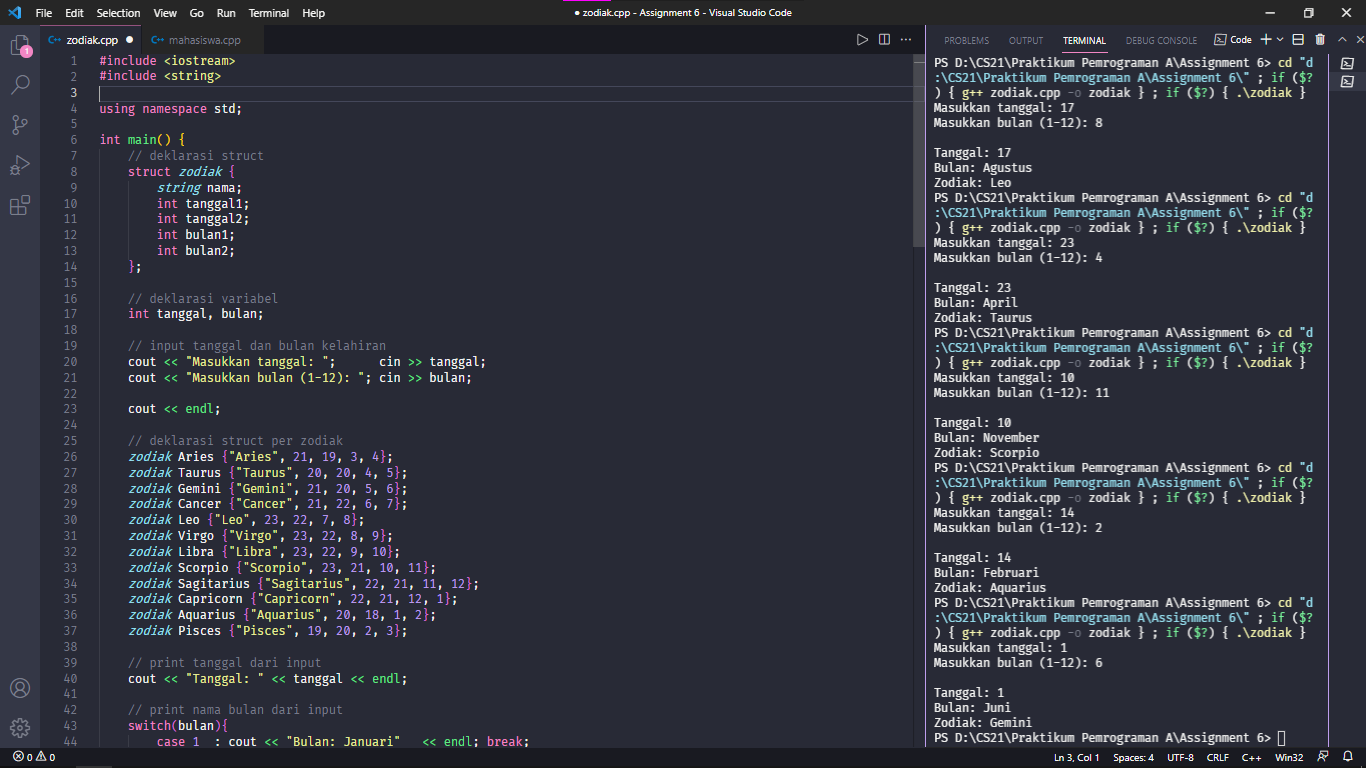 File Edit Selection View Go Run Terminal Help
● zodiak.cpp - Assignment 6 - Visual Studio Code
1
zodiak.cpp ●
mahasiswa.cpp
1 #include <iostream>
2 #include <string>
3
4 using namespace std;
5
6 int main() {
7 // deklarasi struct
8 struct zodiak {
9 string nama;
10 int tanggal1;
11 int tanggal2;
12 int bulan1;
13 int bulan2;
14 };
15
16 // deklarasi variabel
17 int tanggal, bulan;
18
19 // input tanggal dan bulan kelahiran
20 cout << "Masukkan tanggal: ";      cin >> tanggal;
21 cout << "Masukkan bulan (1-12): "; cin >> bulan;
22
23 cout << endl;
24
25 // deklarasi struct per zodiak
26 zodiak Aries {"Aries", 21, 19, 3, 4};
27 zodiak Taurus {"Taurus", 20, 20, 4, 5};
28 zodiak Gemini {"Gemini", 21, 20, 5, 6};
29 zodiak Cancer {"Cancer", 21, 22, 6, 7};
30 zodiak Leo {"Leo", 23, 22, 7, 8};
31 zodiak Virgo {"Virgo", 23, 22, 8, 9};
32 zodiak Libra {"Libra", 23, 22, 9, 10};
33 zodiak Scorpio {"Scorpio", 23, 21, 10, 11};
34 zodiak Sagitarius {"Sagitarius", 22, 21, 11, 12};
35 zodiak Capricorn {"Capricorn", 22, 21, 12, 1};
36 zodiak Aquarius {"Aquarius", 20, 18, 1, 2};
37 zodiak Pisces {"Pisces", 19, 20, 2, 3};
38
39 // print tanggal dari input
40 cout << "Tanggal: " << tanggal << endl;
41
42 // print nama bulan dari input
43 switch(bulan){
44 case 1  : cout << "Bulan: Januari"   << endl; break;
PROBLEMS OUTPUT TERMINAL DEBUG CONSOLE Code
PS D:\CS21\Praktikum Pemrograman A\Assignment 6> cd "d
:\CS21\Praktikum Pemrograman A\Assignment 6\" ; if ($?
) { g++ zodiak.cpp -o zodiak } ; if ($?) { .\zodiak }
Masukkan tanggal: 17
Masukkan bulan (1-12): 8

Tanggal: 17
Bulan: Agustus
Zodiak: Leo
PS D:\CS21\Praktikum Pemrograman A\Assignment 6> cd "d
:\CS21\Praktikum Pemrograman A\Assignment 6\" ; if ($?
) { g++ zodiak.cpp -o zodiak } ; if ($?) { .\zodiak }
Masukkan tanggal: 23
Masukkan bulan (1-12): 4

Tanggal: 23
Bulan: April
Zodiak: Taurus
PS D:\CS21\Praktikum Pemrograman A\Assignment 6> cd "d
:\CS21\Praktikum Pemrograman A\Assignment 6\" ; if ($?
) { g++ zodiak.cpp -o zodiak } ; if ($?) { .\zodiak }
Masukkan tanggal: 10
Masukkan bulan (1-12): 11

Tanggal: 10
Bulan: November
Zodiak: Scorpio
PS D:\CS21\Praktikum Pemrograman A\Assignment 6> cd "d
:\CS21\Praktikum Pemrograman A\Assignment 6\" ; if ($?
) { g++ zodiak.cpp -o zodiak } ; if ($?) { .\zodiak }
Masukkan tanggal: 14
Masukkan bulan (1-12): 2

Tanggal: 14
Bulan: Februari
Zodiak: Aquarius
PS D:\CS21\Praktikum Pemrograman A\Assignment 6> cd "d
:\CS21\Praktikum Pemrograman A\Assignment 6\" ; if ($?
) { g++ zodiak.cpp -o zodiak } ; if ($?) { .\zodiak }
Masukkan tanggal: 1
Masukkan bulan (1-12): 6

Tanggal: 1
Bulan: Juni
Zodiak: Gemini
PS D:\CS21\Praktikum Pemrograman A\Assignment 6>
0 0
Ln 3, Col 1 Spaces: 4 UTF-8 CRLF C++ Win32